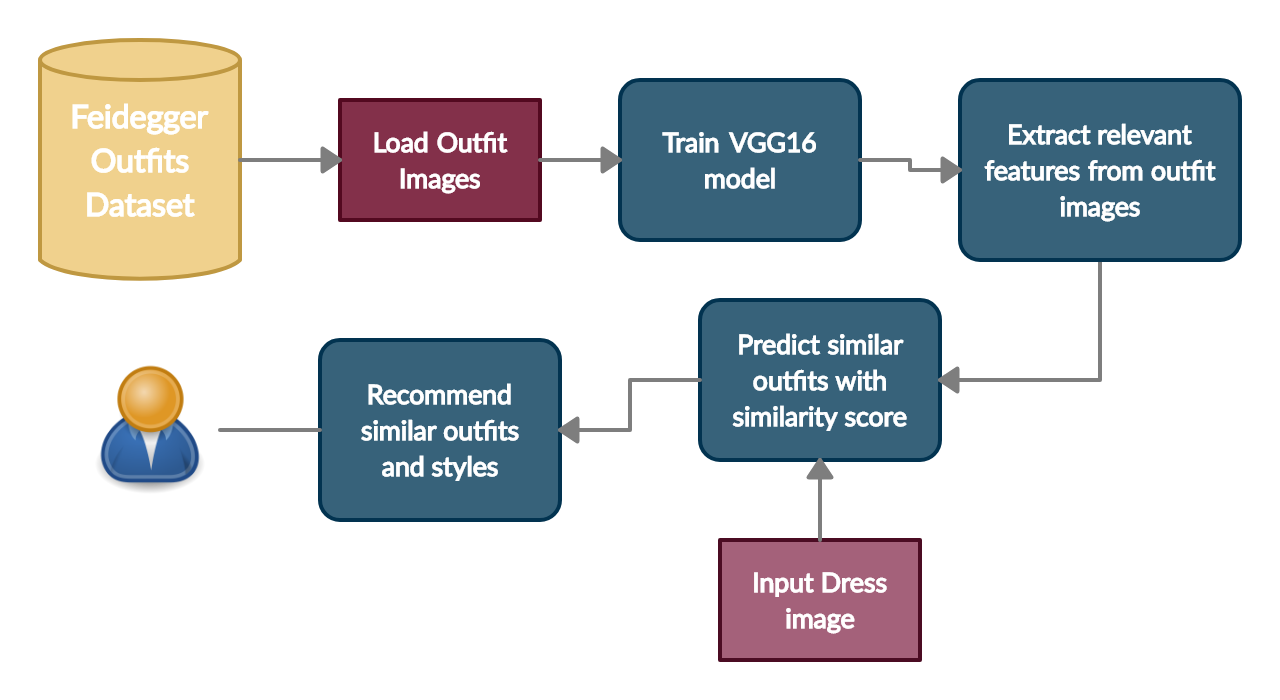 Feidegger
Outfits
Dataset
Load Outfit
Images
Train VGG16
model
Extract relevant
features from outfit
images
Predict similar
outfits with
similarity score
Recommend
similar outfits
and styles
Input Dress
image